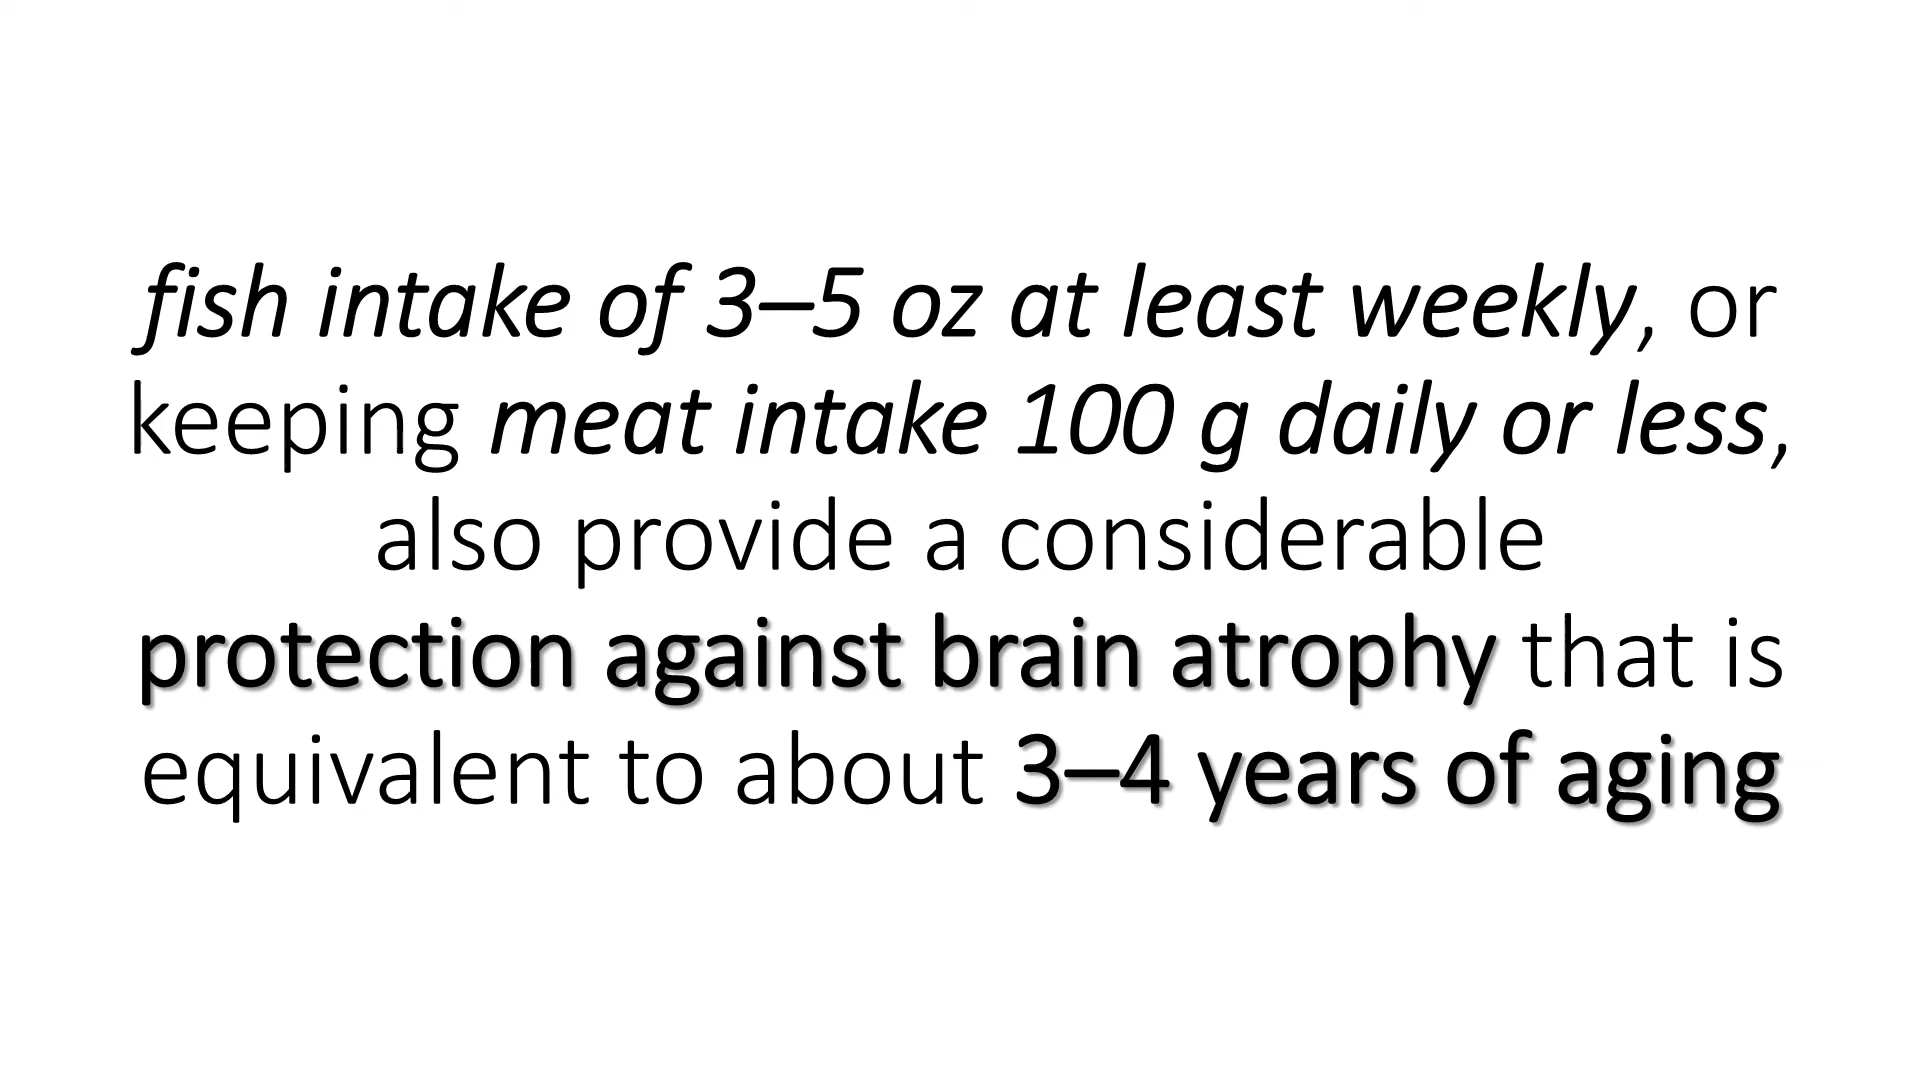 fish intake of 3–5 oz at least weekly, or
keeping meat intake 100 g daily or less,
also provide a considerable
protection against brain atrophy that is
equivalent to about 3–4 years of aging